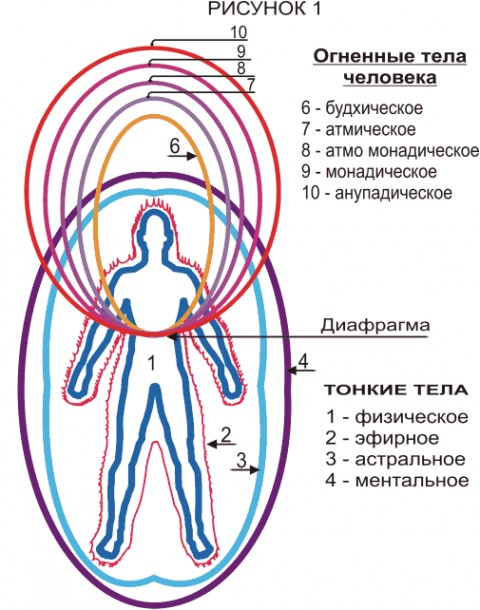 РИСУНОК 1
10
9
8
7
6
Огненные тела
человека
6 - будхическое
7 - атмическое
8 - атмо монадическое
9 - монадическое
10 - анупадическое
Диафрагма
1
4
2
3
ТОНКИЕ ТЕЛА
1 - физическое
2 - эфирное
3 - астральное
4 - ментальное